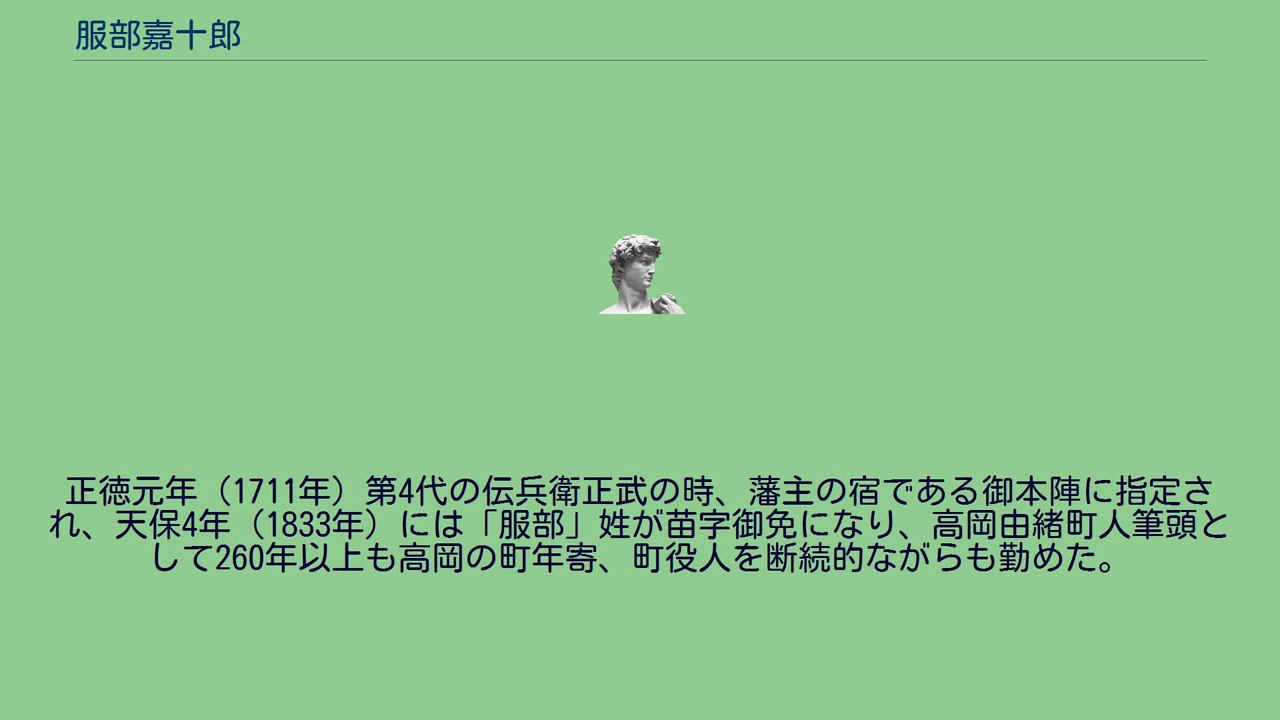 服部嘉十郎
正徳元年（1711年）第4代の伝兵衛正武の時、藩主の宿である御本陣に指定さ
れ、天保4年（1833年）には「服部」姓が苗字御免になり、高岡由緒町人筆頭と
して260年以上も高岡の町年寄、町役人を断続的ながらも勤めた。